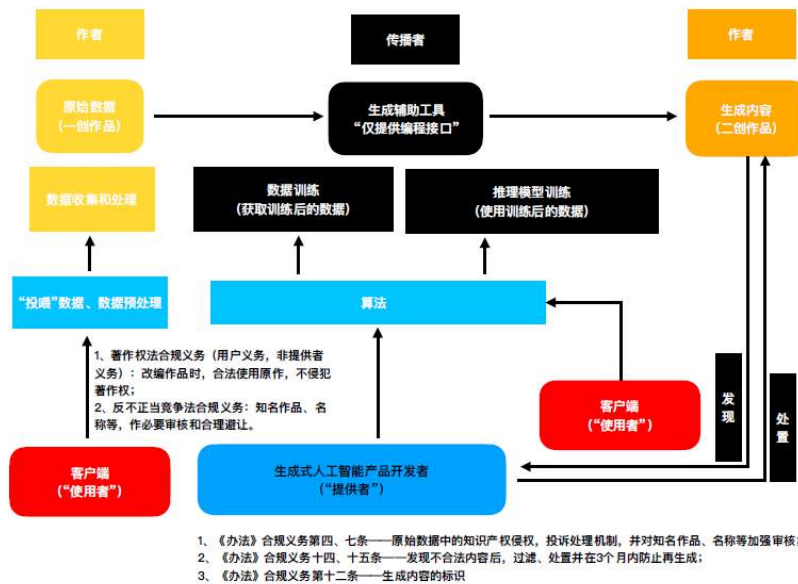 作者
传播者
作者
原始数据
（一创作品）
生成辅助工具
“仅提供编程接口”
生成内容
（二创作品）
数据收集和处理
数据训练
（获取训练后的数据）
推理模型训练
（使用训练后的数据）
“投喂”数据、数据预处理
算法
1、著作权法合规义务（用户义务，非提供者
义务）：改编作品时，合法使用原作，不侵犯
著作权；
2、反不正当竞争法合规义务：知名作品、名
称等，作必要审核和合理避让。
客户端
（“使用者”）
发现
处置
客户端
（“使用者”）
生成式人工智能产品开发者
（“提供者”）
1、《办法》合规义务第四、七条——原始数据中的知识产权侵权，投诉处理机制，并对知名作品、名称等加强审核；
2、《办法》合规义务十四、十五条——发现不合法内容后，过滤、处置并在3个月内防止再生成；
3、《办法》合规义务第十二条——生成内容的标识